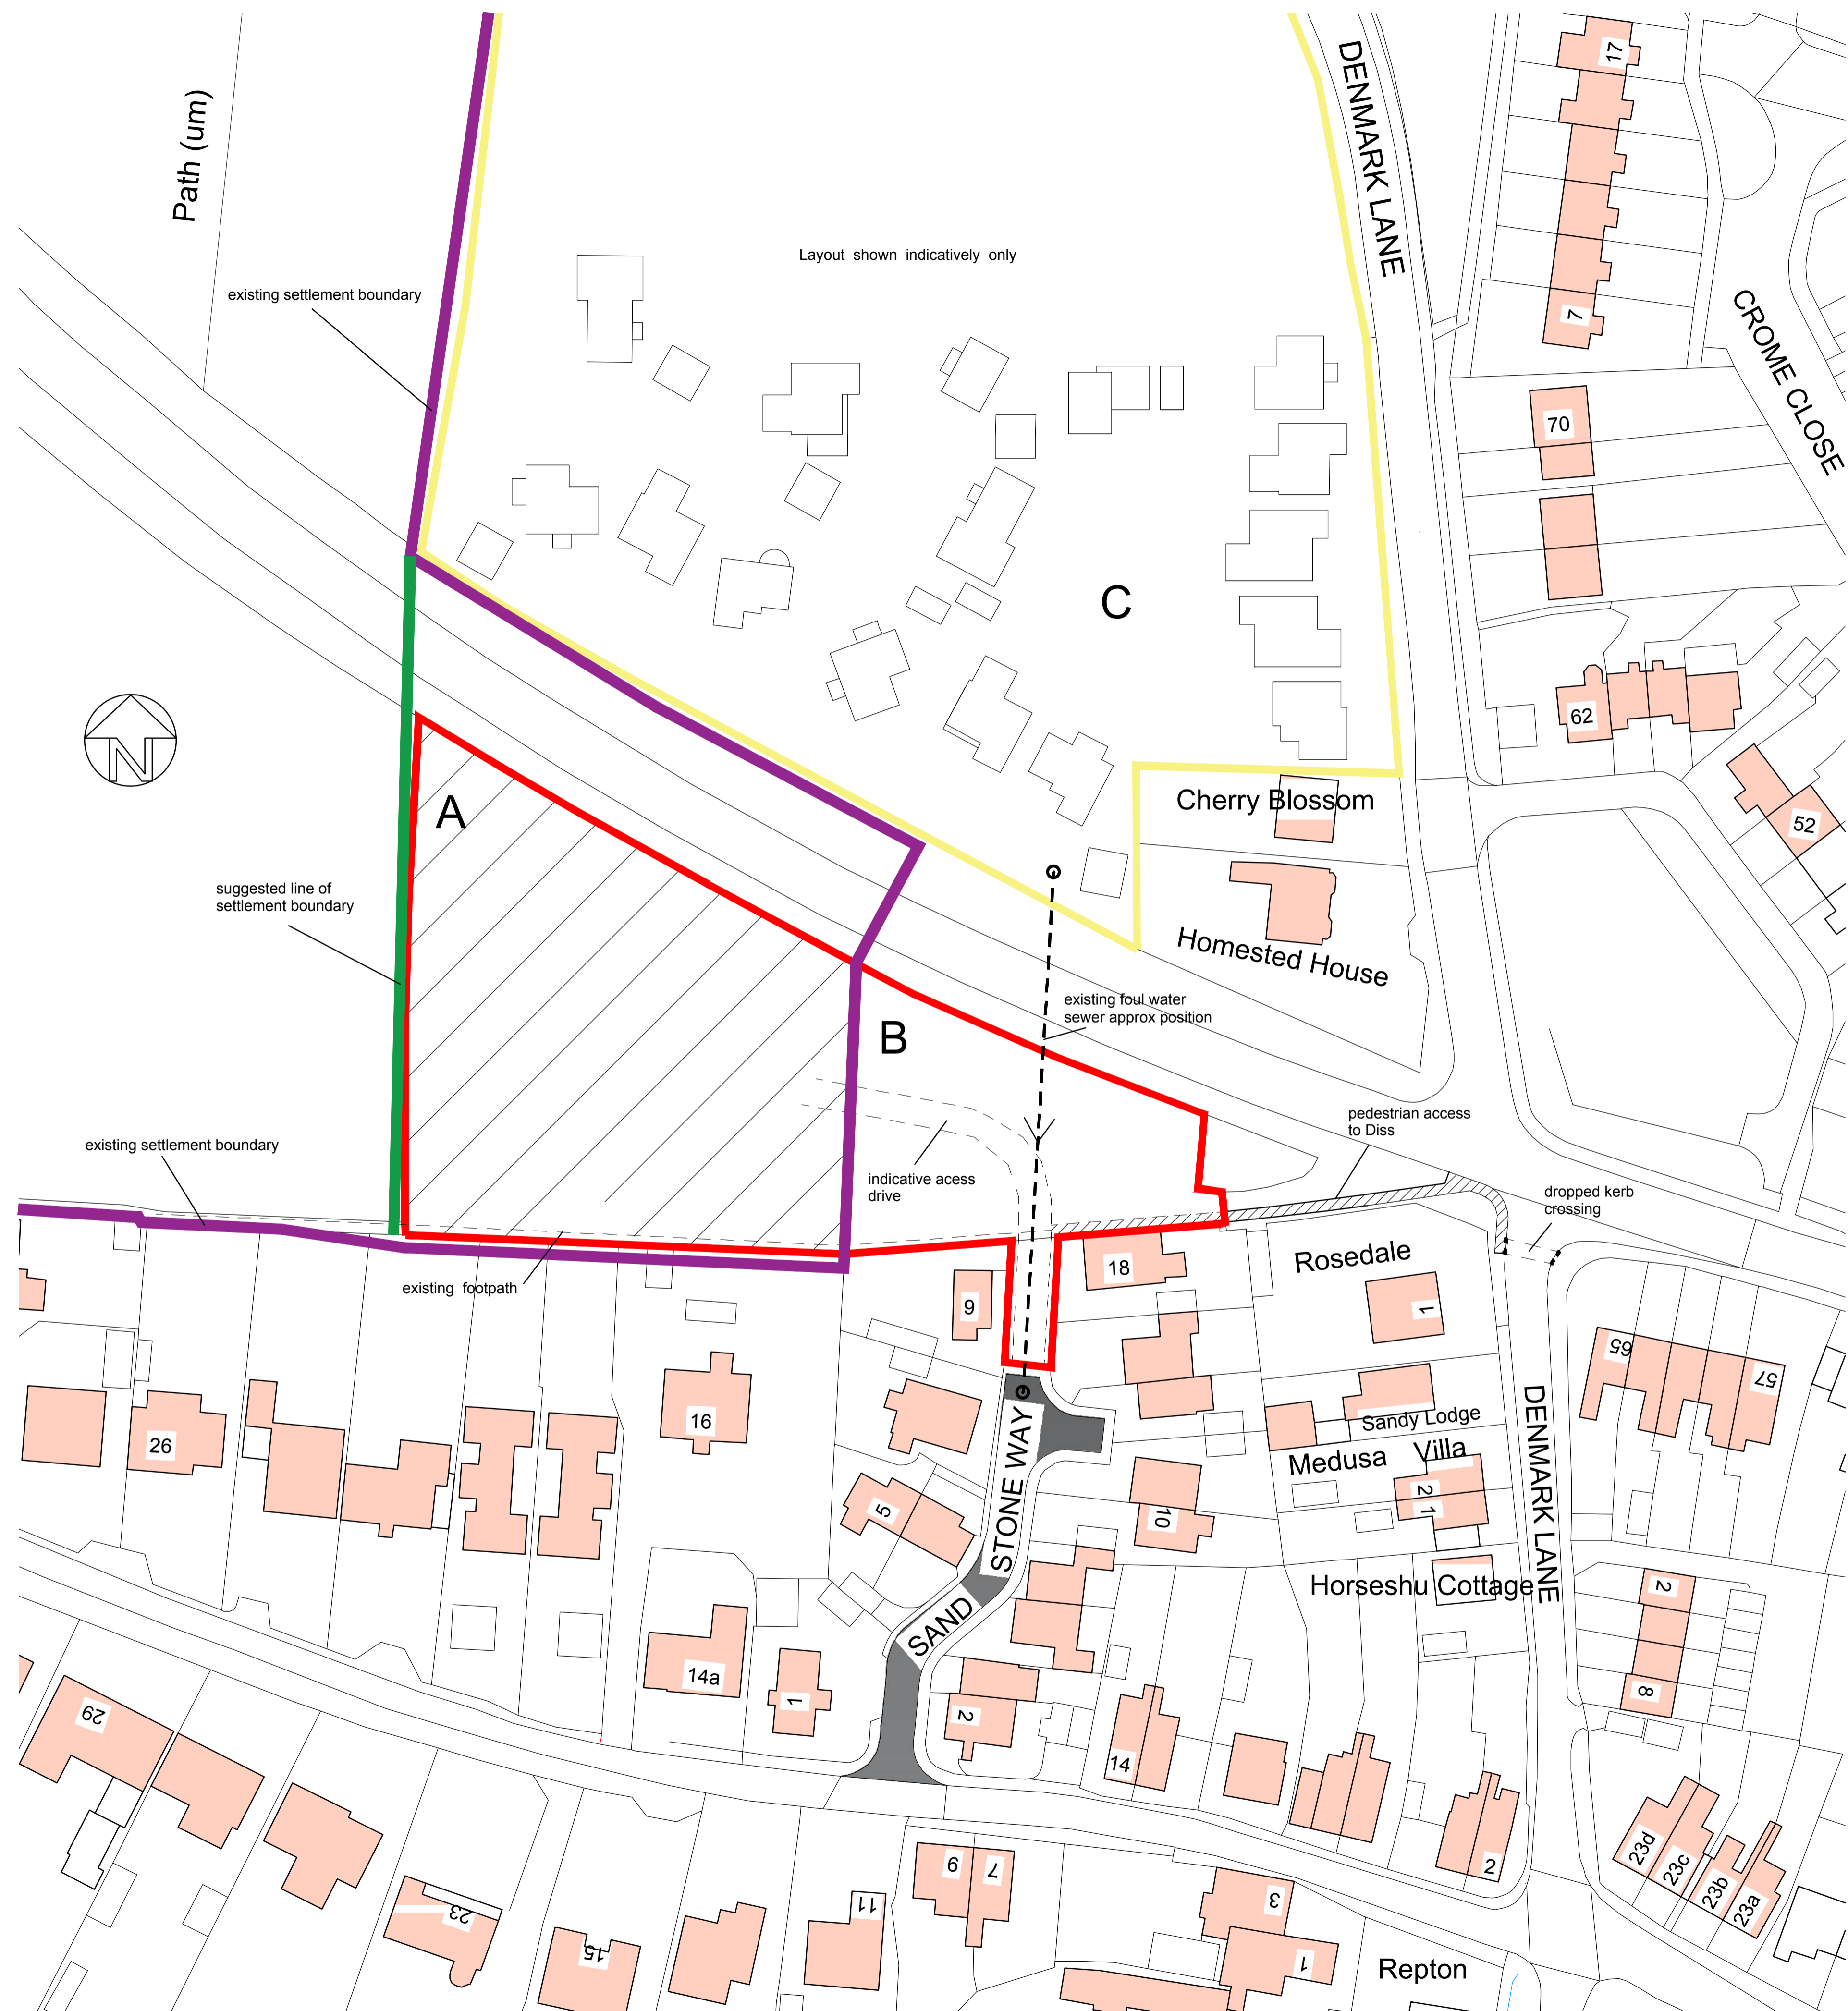 17
DENMARK LANE
Path (um)
Layout shown indicatively only
existing settlement boundary
7
CROME CLOSE
70
C
62
N
Cherry Blossom
A
52
suggested line of
settlement boundary
Homested House
existing foul water
sewer approx position
B
pedestrian access
to Diss
existing settlement boundary
indicative acess
drive
dropped kerb
crossing
Rosedale
18
existing footpath
9
1
65
57
16
Sandy Lodge
26
Medusa Villa
DENMARK LANE
2
1
5
10
STONE WAY
Horseshu Cottage
2
SAND
14a
1
8
29
2
14
23d
23c
23b
23a
2
9
7
3
11
23
15
1
Repton